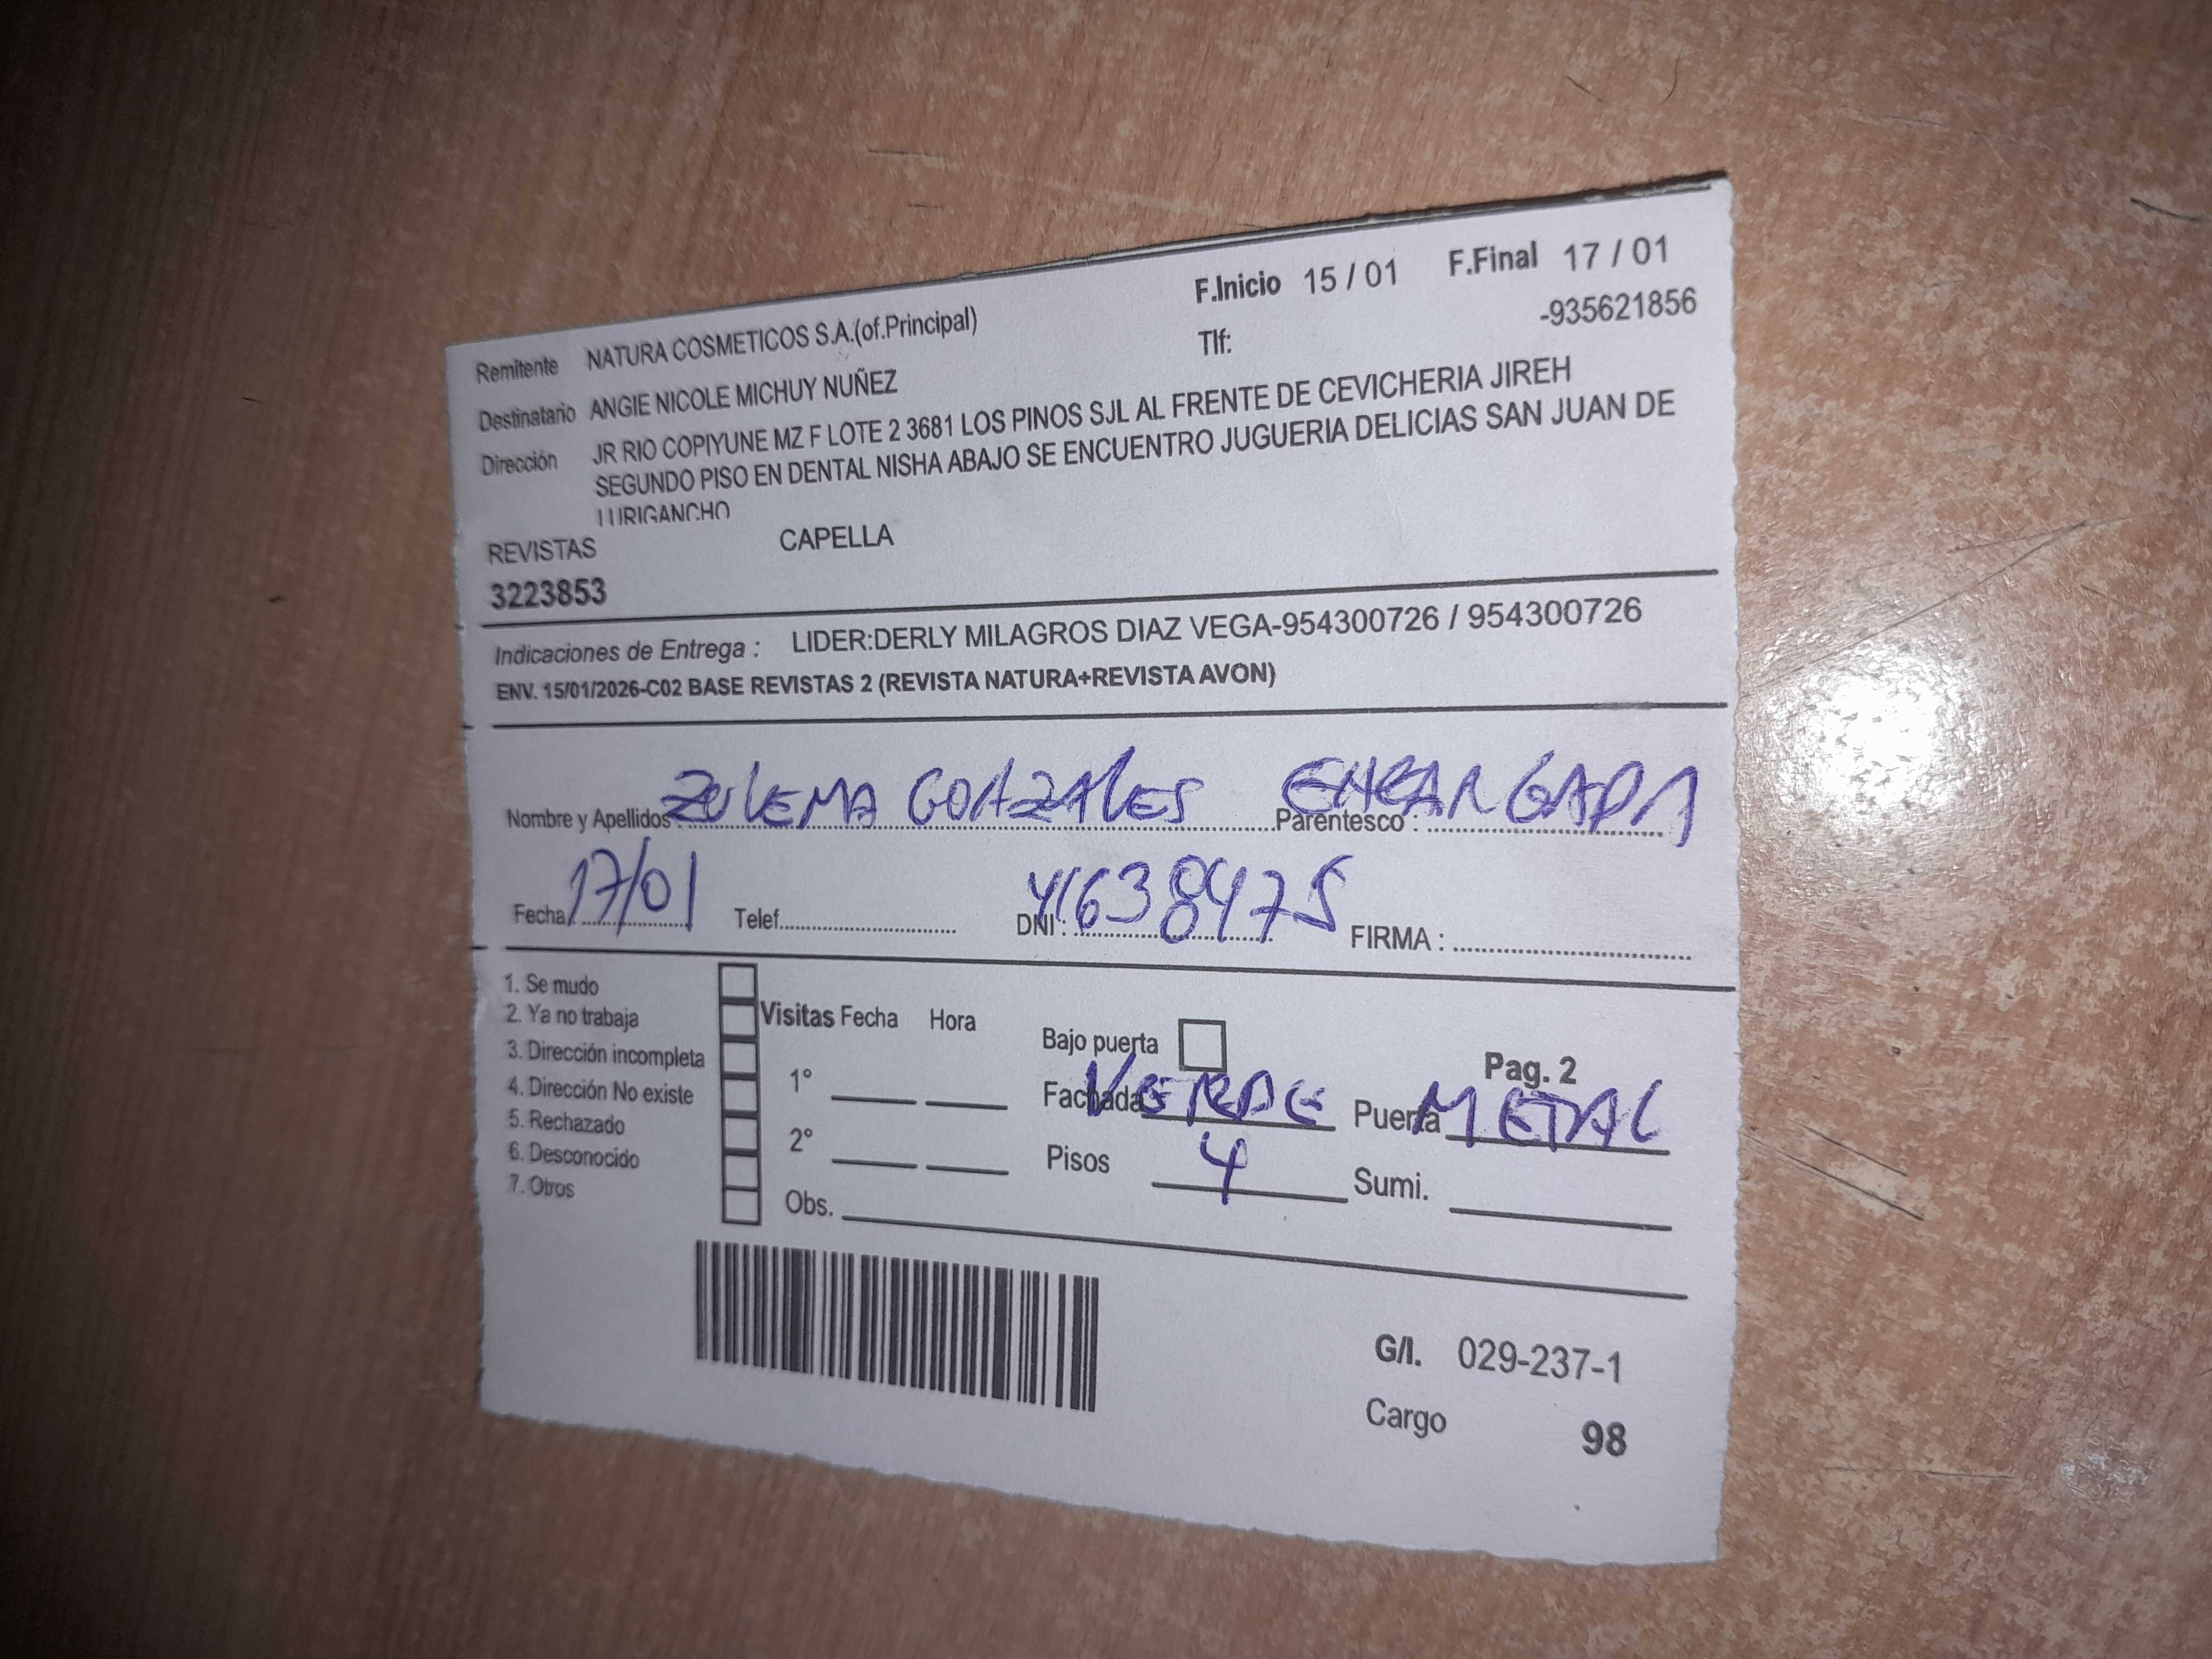 F.Inicio 15 / 01 F.Final 17 / 01
Remitente NATURA COSMETICOS S.A.(of.Principal) Tlf: -935621856
Destinatario ANGIE NICOLE MICHUY NUÑEZ
Dirección JR RIO COPIYUNE MZ F LOTE 2 3681 LOS PINOS SJL AL FRENTE DE CEVICHERIA JIREH
SEGUNDO PISO EN DENTAL NISHA ABAJO SE ENCUENTRO JUGUERIA DELICIAS SAN JUAN DE
LURIGANCHO
REVISTAS CAPELLA
3223853
Indicaciones de Entrega : LIDER:DERLY MILAGROS DIAZ VEGA-954300726 / 954300726
ENV. 15/01/2026-C02 BASE REVISTAS 2 (REVISTA NATURA+REVISTA AVON)
Nombre y Apellidos : ZULEMA GONZALES Parentesco : ENCARGADA
Fecha 17/01 Telef. DNI : 41638475 FIRMA :
1. Se mudo
2. Ya no trabaja
3. Dirección incompleta
4. Dirección No existe
5. Rechazado
6. Desconocido
7. Otros
Visitas Fecha Hora
1°
2°
Obs.
Bajo puerta Pag. 2
Fachada VERDE Puerta METAL
Pisos 4 Sumi.
G/I. 029-237-1
Cargo 98